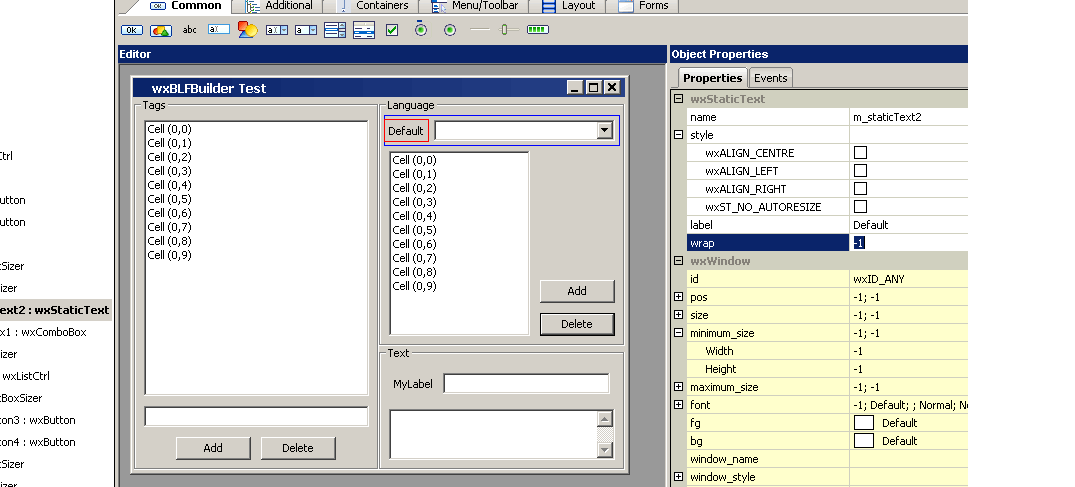 Common Additional Containers Menu/Toolbar Layout Forms
OK abc
Editor
Object Properties
ctrl
utton
utton
tSizer
izer
ext2 : wxStaticText
x1 : wxComboBox
izer
wxListCtrl
xBoxSizer
ton3 : wxButton
ton4 : wxButton
tSizer
izer
wxBLFBuilder Test
Tags
Cell (0,0)
Cell (0,1)
Cell (0,2)
Cell (0,3)
Cell (0,4)
Cell (0,5)
Cell (0,6)
Cell (0,7)
Cell (0,8)
Cell (0,9)
Add Delete
Language
Default
Cell (0,0)
Cell (0,1)
Cell (0,2)
Cell (0,3)
Cell (0,4)
Cell (0,5)
Cell (0,6)
Cell (0,7)
Cell (0,8)
Cell (0,9)
Add
Delete
Text
MyLabel
Properties Events
wxStaticText
name m_staticText2
style
wxALIGN_CENTRE
wxALIGN_LEFT
wxALIGN_RIGHT
wxST_NO_AUTORESIZE
label Default
wrap -1
wxWindow
id wxID_ANY
pos -1; -1
size -1; -1
minimum_size -1; -1
Width -1
Height -1
maximum_size -1; -1
font -1; Default; ; Normal; No
fg Default
bg Default
window_name
window_style